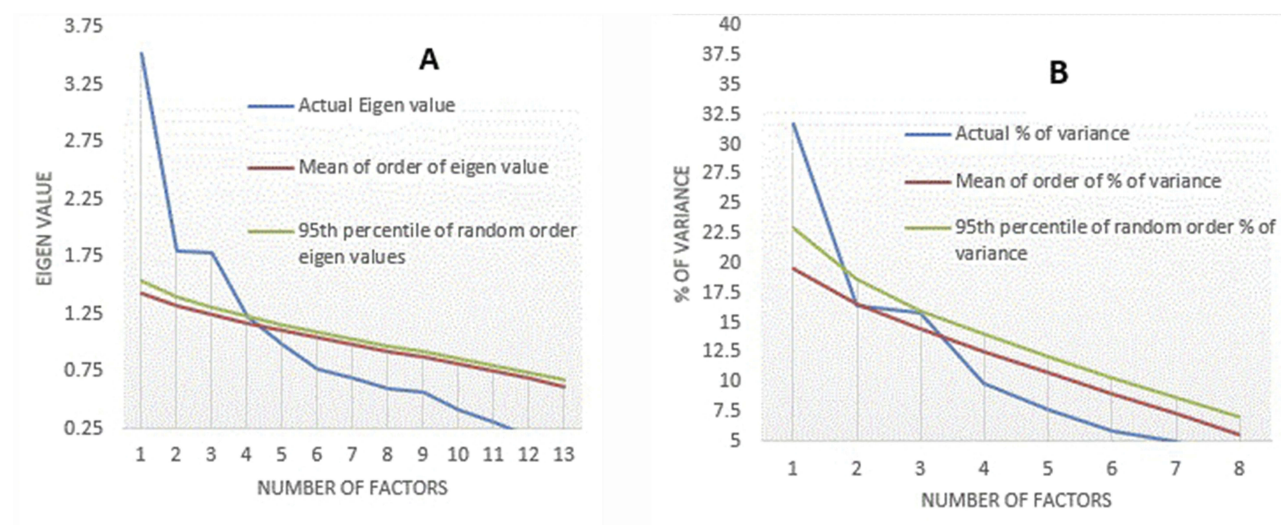 A
3.75
3.25
2.75
2.25
1.75
1.25
0.75
0.25
EIGEN VALUE
Actual Eigen value
Mean of order of eigen value
95th percentile of random order
eigen values
1 2 3 4 5 6 7 8 9 10 11 12 13
NUMBER OF FACTORS
B
40
37.5
35
32.5
30
27.5
25
22.5
20
17.5
15
12.5
10
7.5
5
% OF VARIANCE
Actual % of variance
Mean of order of % of variance
95th percentile of random order % of
variance
1 2 3 4 5 6 7 8
NUMBER OF FACTORS